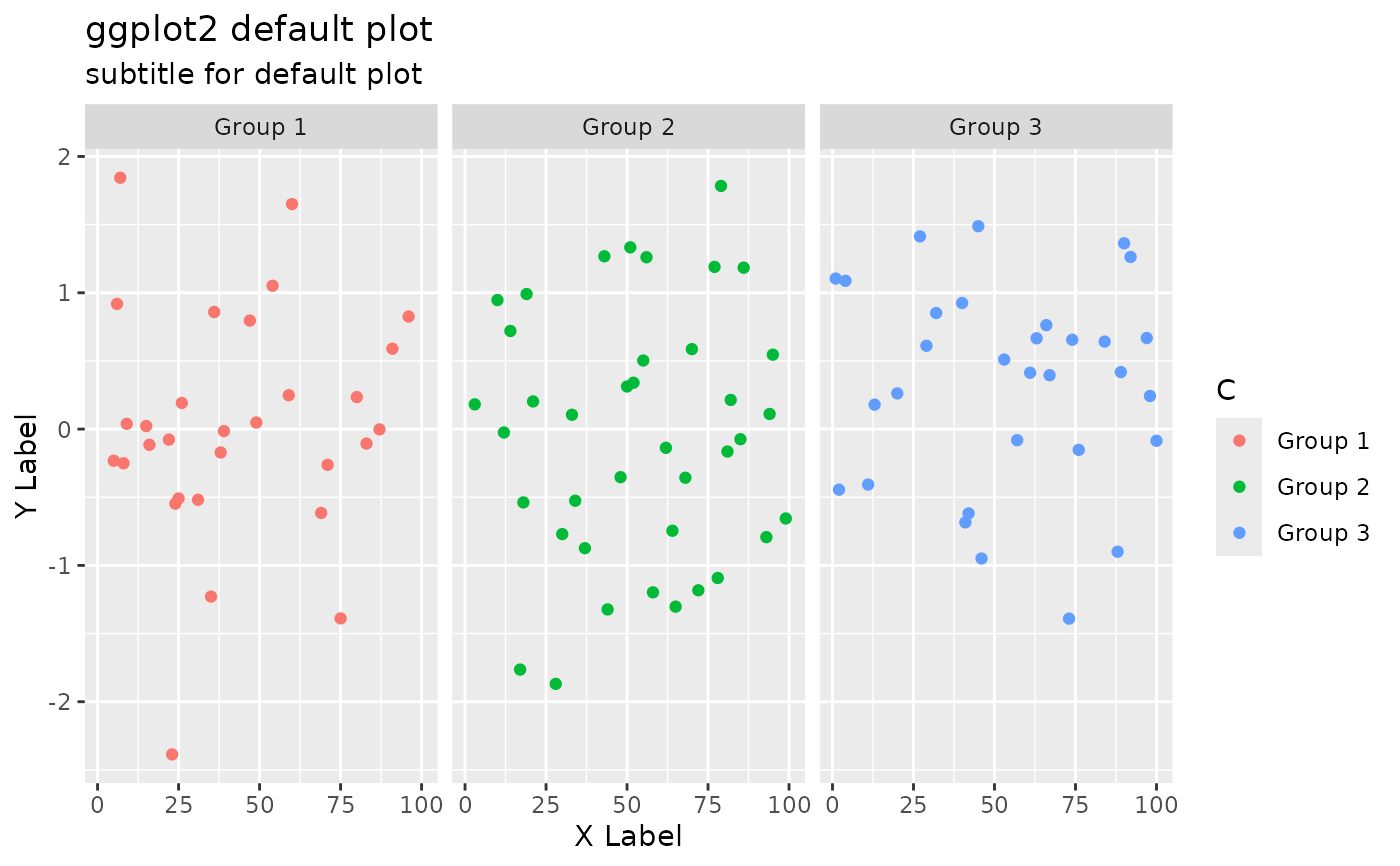 ggplot2 default plot
subtitle for default plot
Group 1 Group 2 Group 3
2
1
0
-1
-2
Y Label
0 25 50 75 100 0 25 50 75 100 0 25 50 75 100
X Label
C
Group 1
Group 2
Group 3